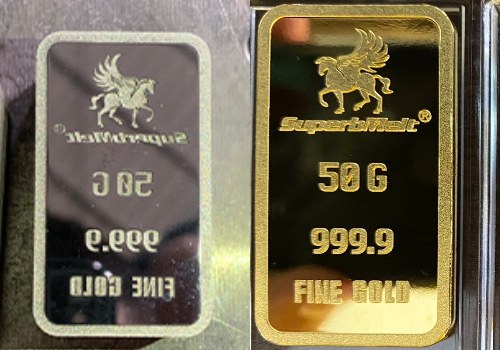 SuperbMelt®
50 G
999.9
FINE GOLD
SuperbMelt®
50 G
999.9
FINE GOLD